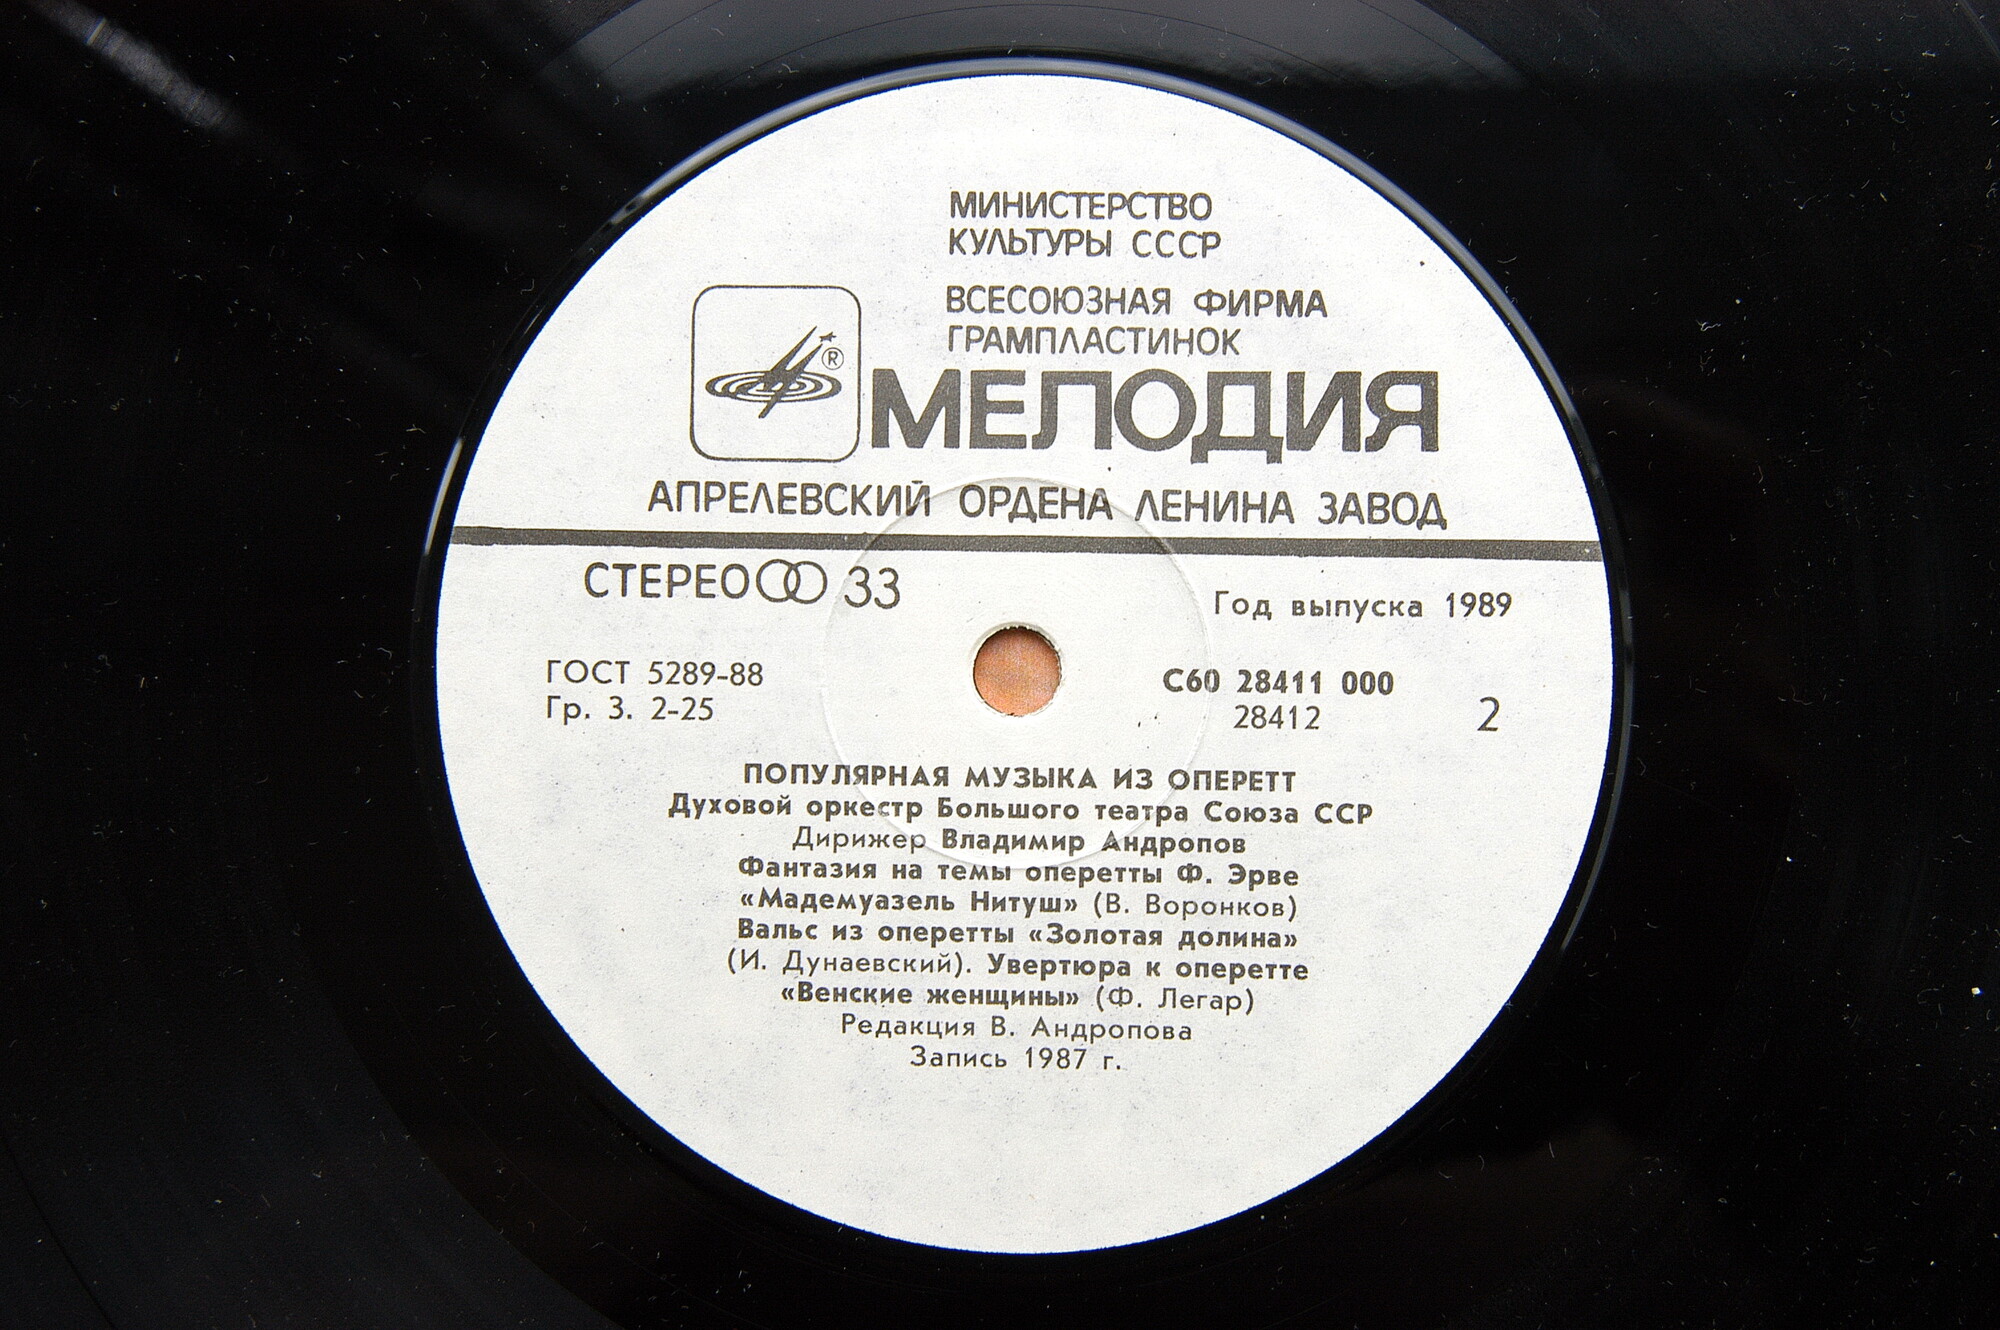 МИНИСТЕРСТВО
КУЛЬТУРЫ СССР
ВСЕСОЮЗНАЯ ФИРМА
ГРАМПЛАСТИНОК
®
МЕЛОДИЯ
АПРЕЛЕВСКИЙ ОРДЕНА ЛЕНИНА ЗАВОД
СТЕРЕО 33
Год выпуска 1989
ГОСТ 5289-88
Гр. 3. 2-25
С60 28411 000
28412
2
ПОПУЛЯРНАЯ МУЗЫКА ИЗ ОПЕРЕТТ
Духовой оркестр Большого театра Союза ССР
Дирижер Владимир Андропов
Фантазия на темы оперетты Ф. Эрве
«Мадемуазель Нитуш» (В. Воронков)
Вальс из оперетты «Золотая долина»
(И. Дунаевский). Увертюра к оперетте
«Венские женщины» (Ф. Легар)
Редакция В. Андропова
Запись 1987 г.